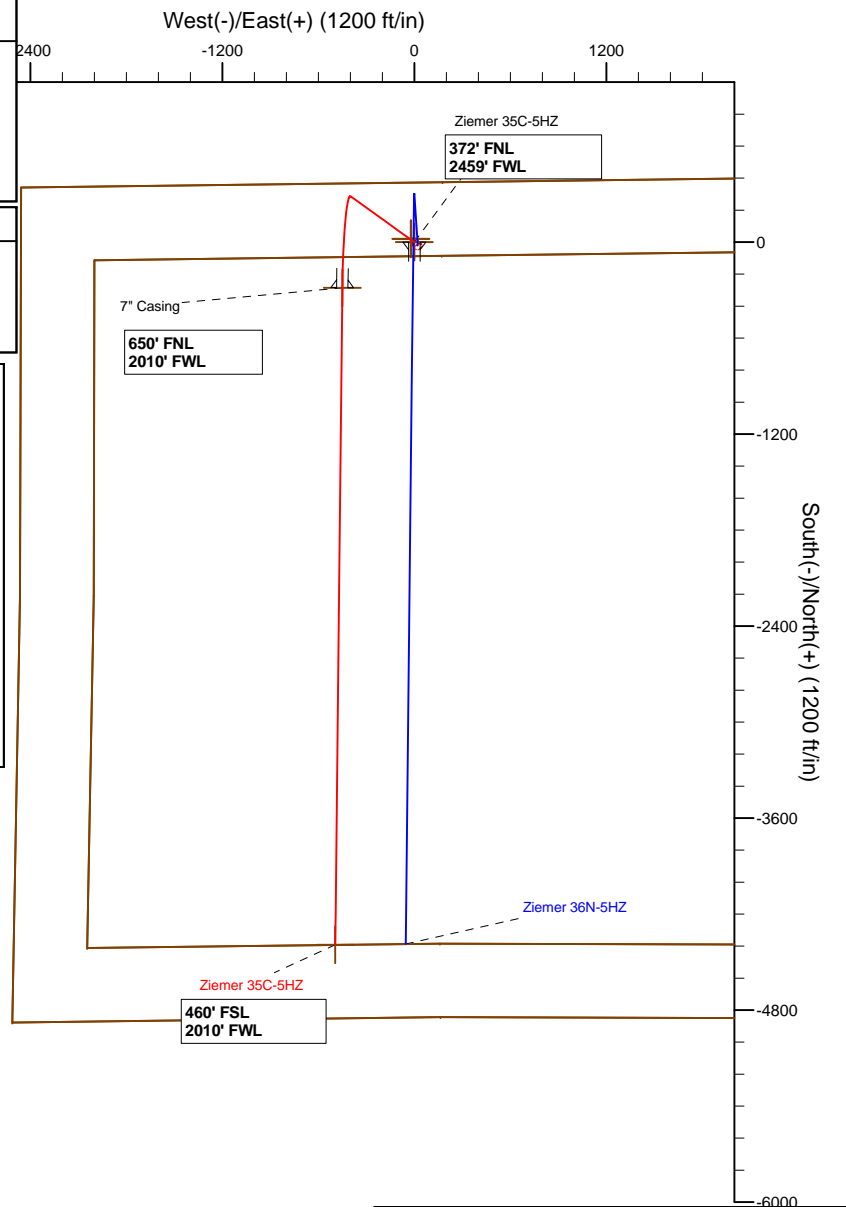 West(-)/East(+) (1200 ft/in)
2400
-1200
0
1200
Ziemer 35C-5HZ
372' FNL
2459' FWL
0
7" Casing
650' FNL
2010' FWL
-1200
South(-)/North(+) (1200 ft/in)
-2400
-3600
Ziemer 36N-5HZ
Ziemer 35C-5HZ
460' FSL
2010' FWL
-4800
-6000